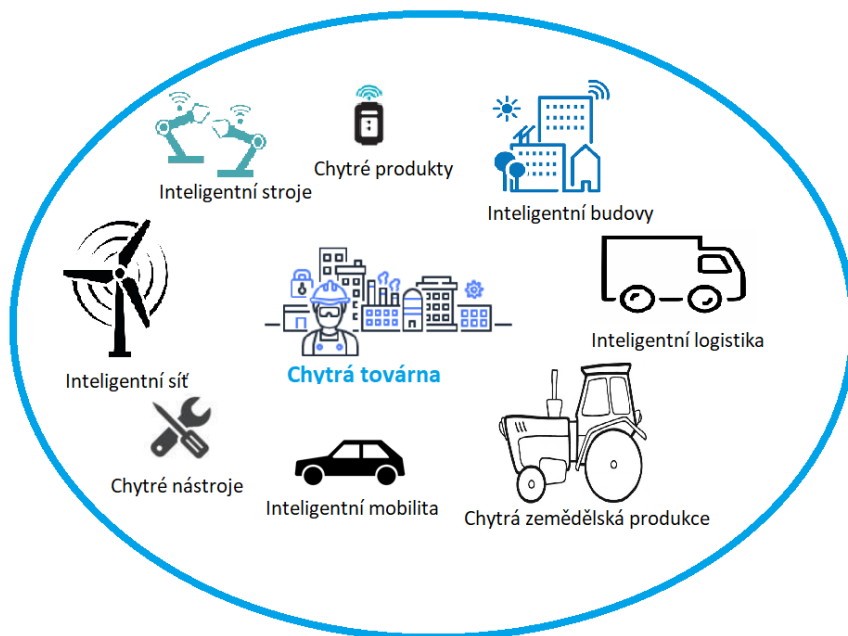 Chytré produkty
Inteligentní stroje
Inteligentní budovy
Inteligentní logistika
Chytrá továrna
Inteligentní síť
Chytré nástroje
Inteligentní mobilita
Chytrá zemědělská produkce